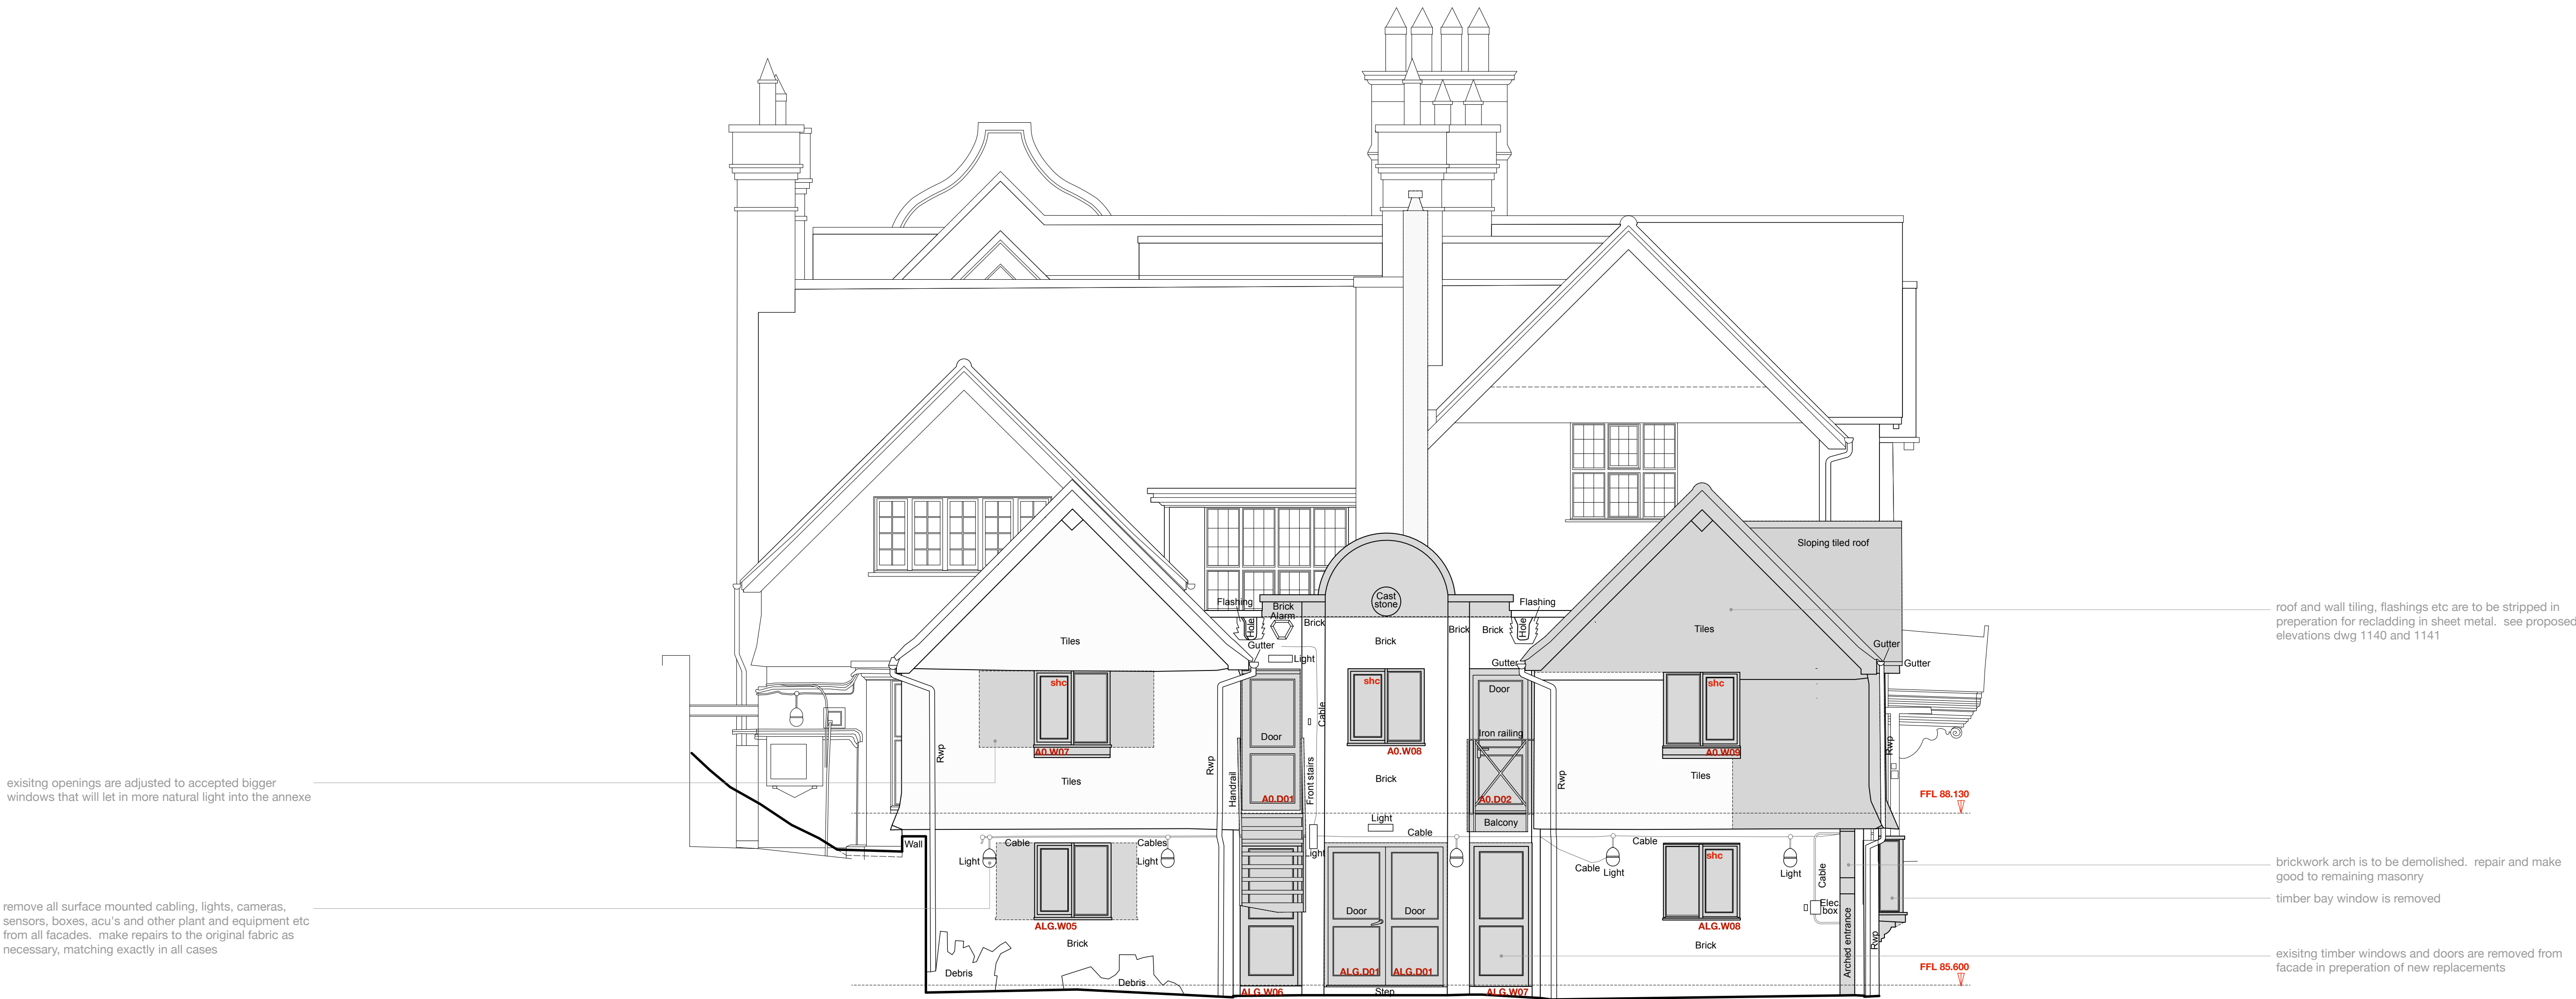 Sloping tiled roof
Cast
stone
Flashing
Brick
Alarm
Hole
Brick
Flashing
Hole
Brick
Brick
Brick
roof and wall tiling, flashings etc are to be stripped in
preperation for recladding in sheet metal.  see proposed
elevations dwg 1140 and 1141
Tiles
Tiles
Gutter
Light
Gutter
Gutter
Gutter
shc
shc
shc
Door
Door
Cable
Iron railing
Rwp
Rwp
Rwp
Rwp
A0.W07
A0.W08
A0.W09
Tiles
Brick
Tiles
Handrail
Front stairs
exisitng openings are adjusted to accepted bigger
windows that will let in more natural light into the annexe
A0.D01
A0.D02
FFL 88.130
Balcony
Light
Cable
Wall
Cable
Cables
Light
Light
Light
Cable
Cable
Light
Light
shc
Cable
brickwork arch is to be demolished.  repair and make
good to remaining masonry
timber bay window is removed
Elec
box
Door
Door
remove all surface mounted cabling, lights, cameras,
sensors, boxes, acu's and other plant and equipment etc
from all facades.  make repairs to the original fabric as
necessary, matching exactly in all cases
ALG.W05
ALG.W08
Brick
Brick
Arched entrance
Rwp
exisitng timber windows and doors are removed from
facade in preperation of new replacements
Debris
Debris
ALG.D01
ALG.D01
FFL 85.600
ALG.W06
Step
ALG.W07